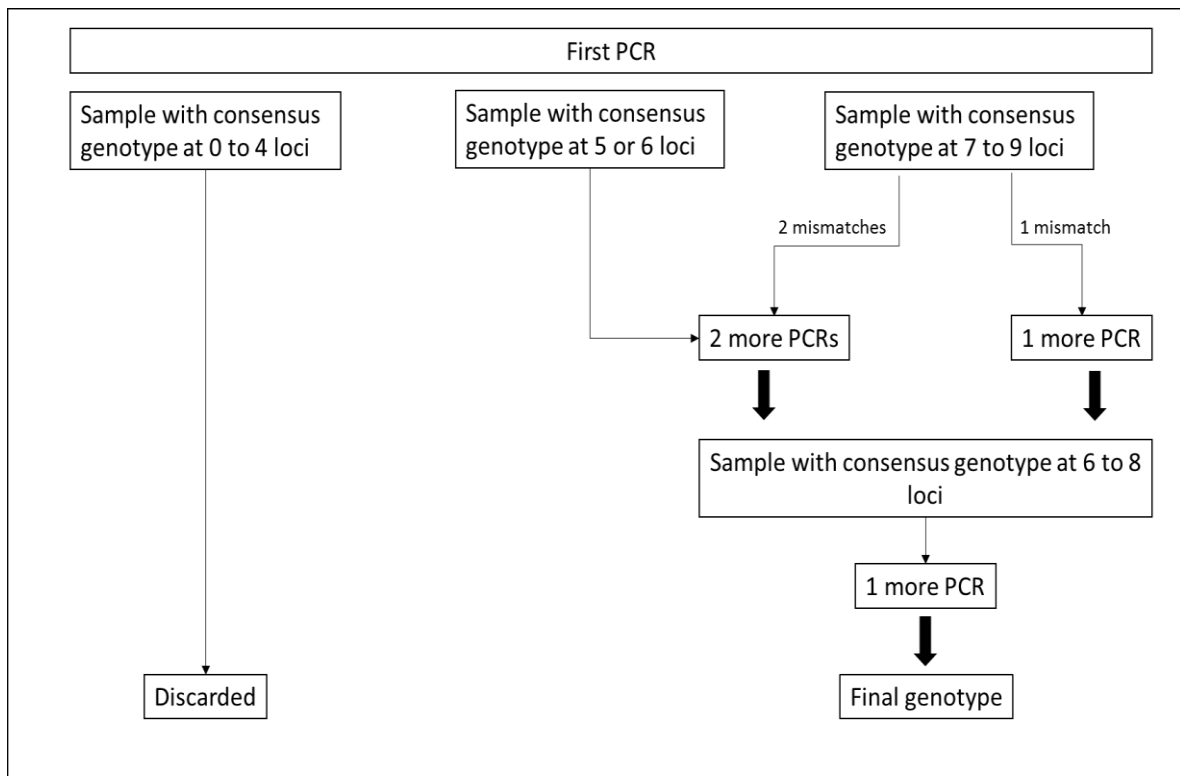 First PCR
Sample with consensus
genotype at 0 to 4 loci
Sample with consensus
genotype at 5 or 6 loci
Sample with consensus
genotype at 7 to 9 loci
2 mismatches
1 mismatch
2 more PCRs
1 more PCR
Sample with consensus genotype at 6 to 8
loci
1 more PCR
Discarded
Final genotype